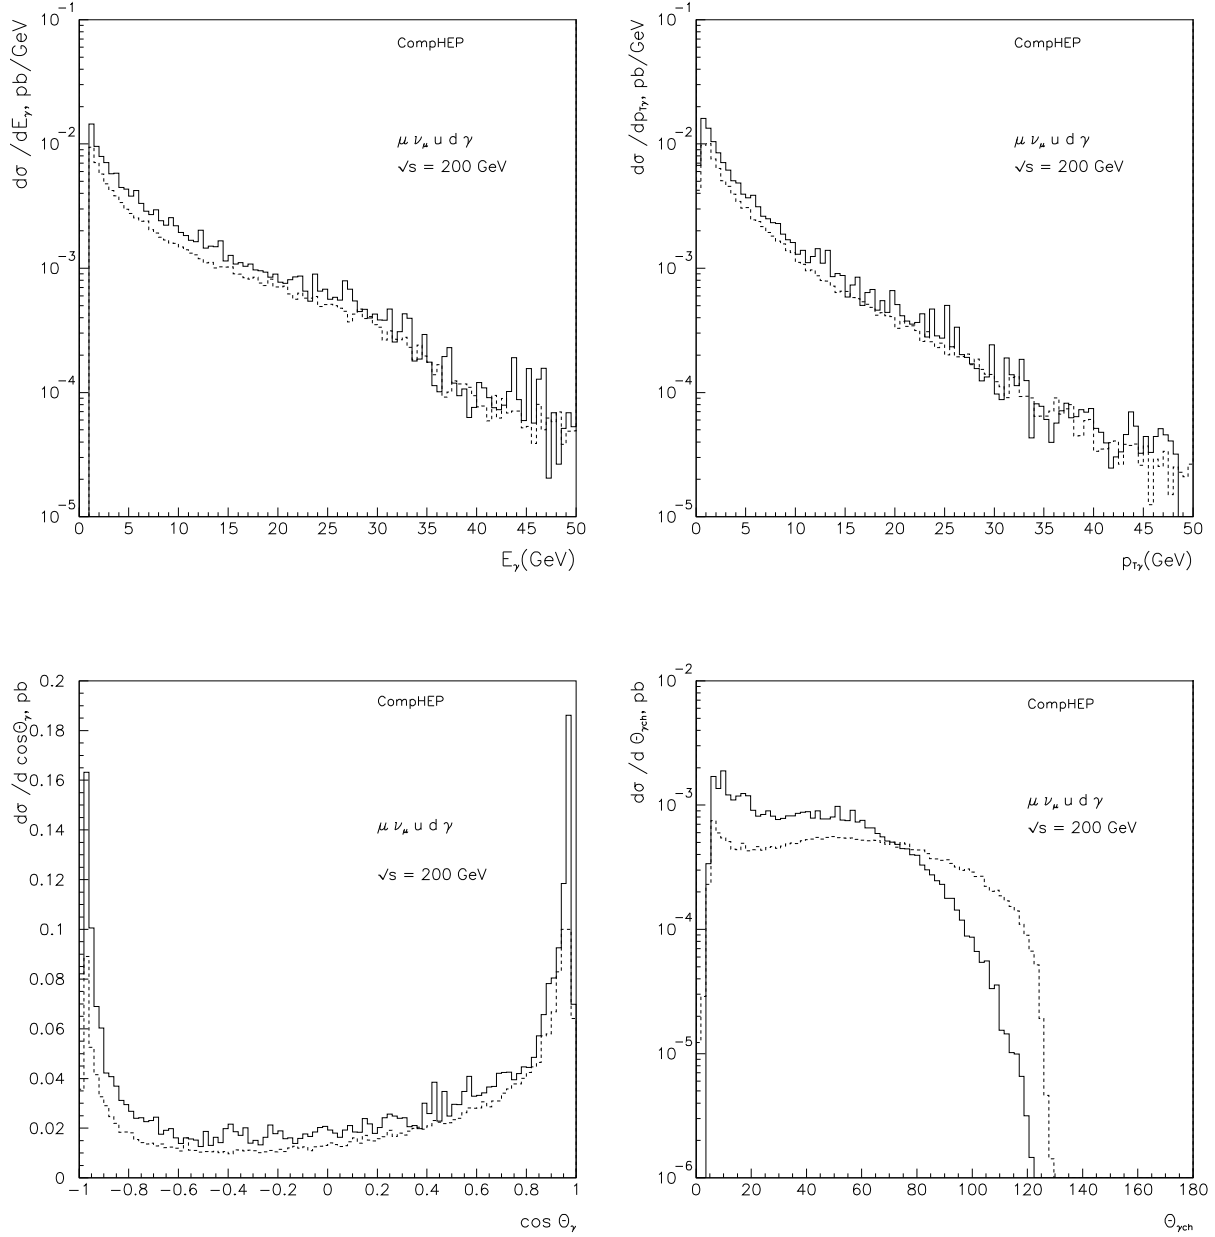 dσ /dE_γ, pb/GeV
10^-1
10^-2
10^-3
10^-4
10^-5
CompHEP
μ ν_μ u d γ
√s = 200 GeV
0 5 10 15 20 25 30 35 40 45 50
E_γ(GeV)
dσ /dp_Tγ, pb/GeV
10^-1
10^-2
10^-3
10^-4
10^-5
CompHEP
μ ν_μ u d γ
√s = 200 GeV
0 5 10 15 20 25 30 35 40 45 50
p_Tγ(GeV)
dσ /d cosΘ_γ, pb
0.2
0.18
0.16
0.14
0.12
0.1
0.08
0.06
0.04
0.02
0
CompHEP
μ ν_μ u d γ
√s = 200 GeV
−1 −0.8 −0.6 −0.4 −0.2 0 0.2 0.4 0.6 0.8 1
cos Θ_γ
dσ /d Θ_γch, pb
10^-2
10^-3
10^-4
10^-5
10^-6
CompHEP
μ ν_μ u d γ
√s = 200 GeV
0 20 40 60 80 100 120 140 160 180
Θ_γch